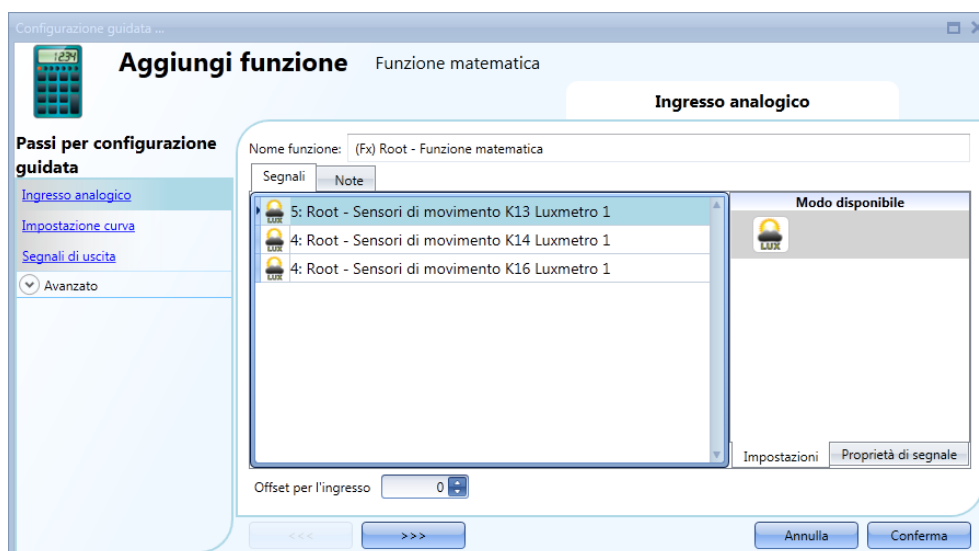 Configurazione guidata ...
1234
Aggiungi funzione Funzione matematica
Ingresso analogico
Passi per configurazione
guidata
Ingresso analogico
Impostazione curva
Segnali di uscita
Avanzato
Nome funzione: (Fx) Root - Funzione matematica
Segnali Note
LUX 5: Root - Sensori di movimento K13 Luxmetro 1
LUX 4: Root - Sensori di movimento K14 Luxmetro 1
LUX 4: Root - Sensori di movimento K16 Luxmetro 1
Modo disponibile
LUX
Impostazioni Proprietà di segnale
Offset per l'ingresso 0
<<< >>> Annulla Conferma